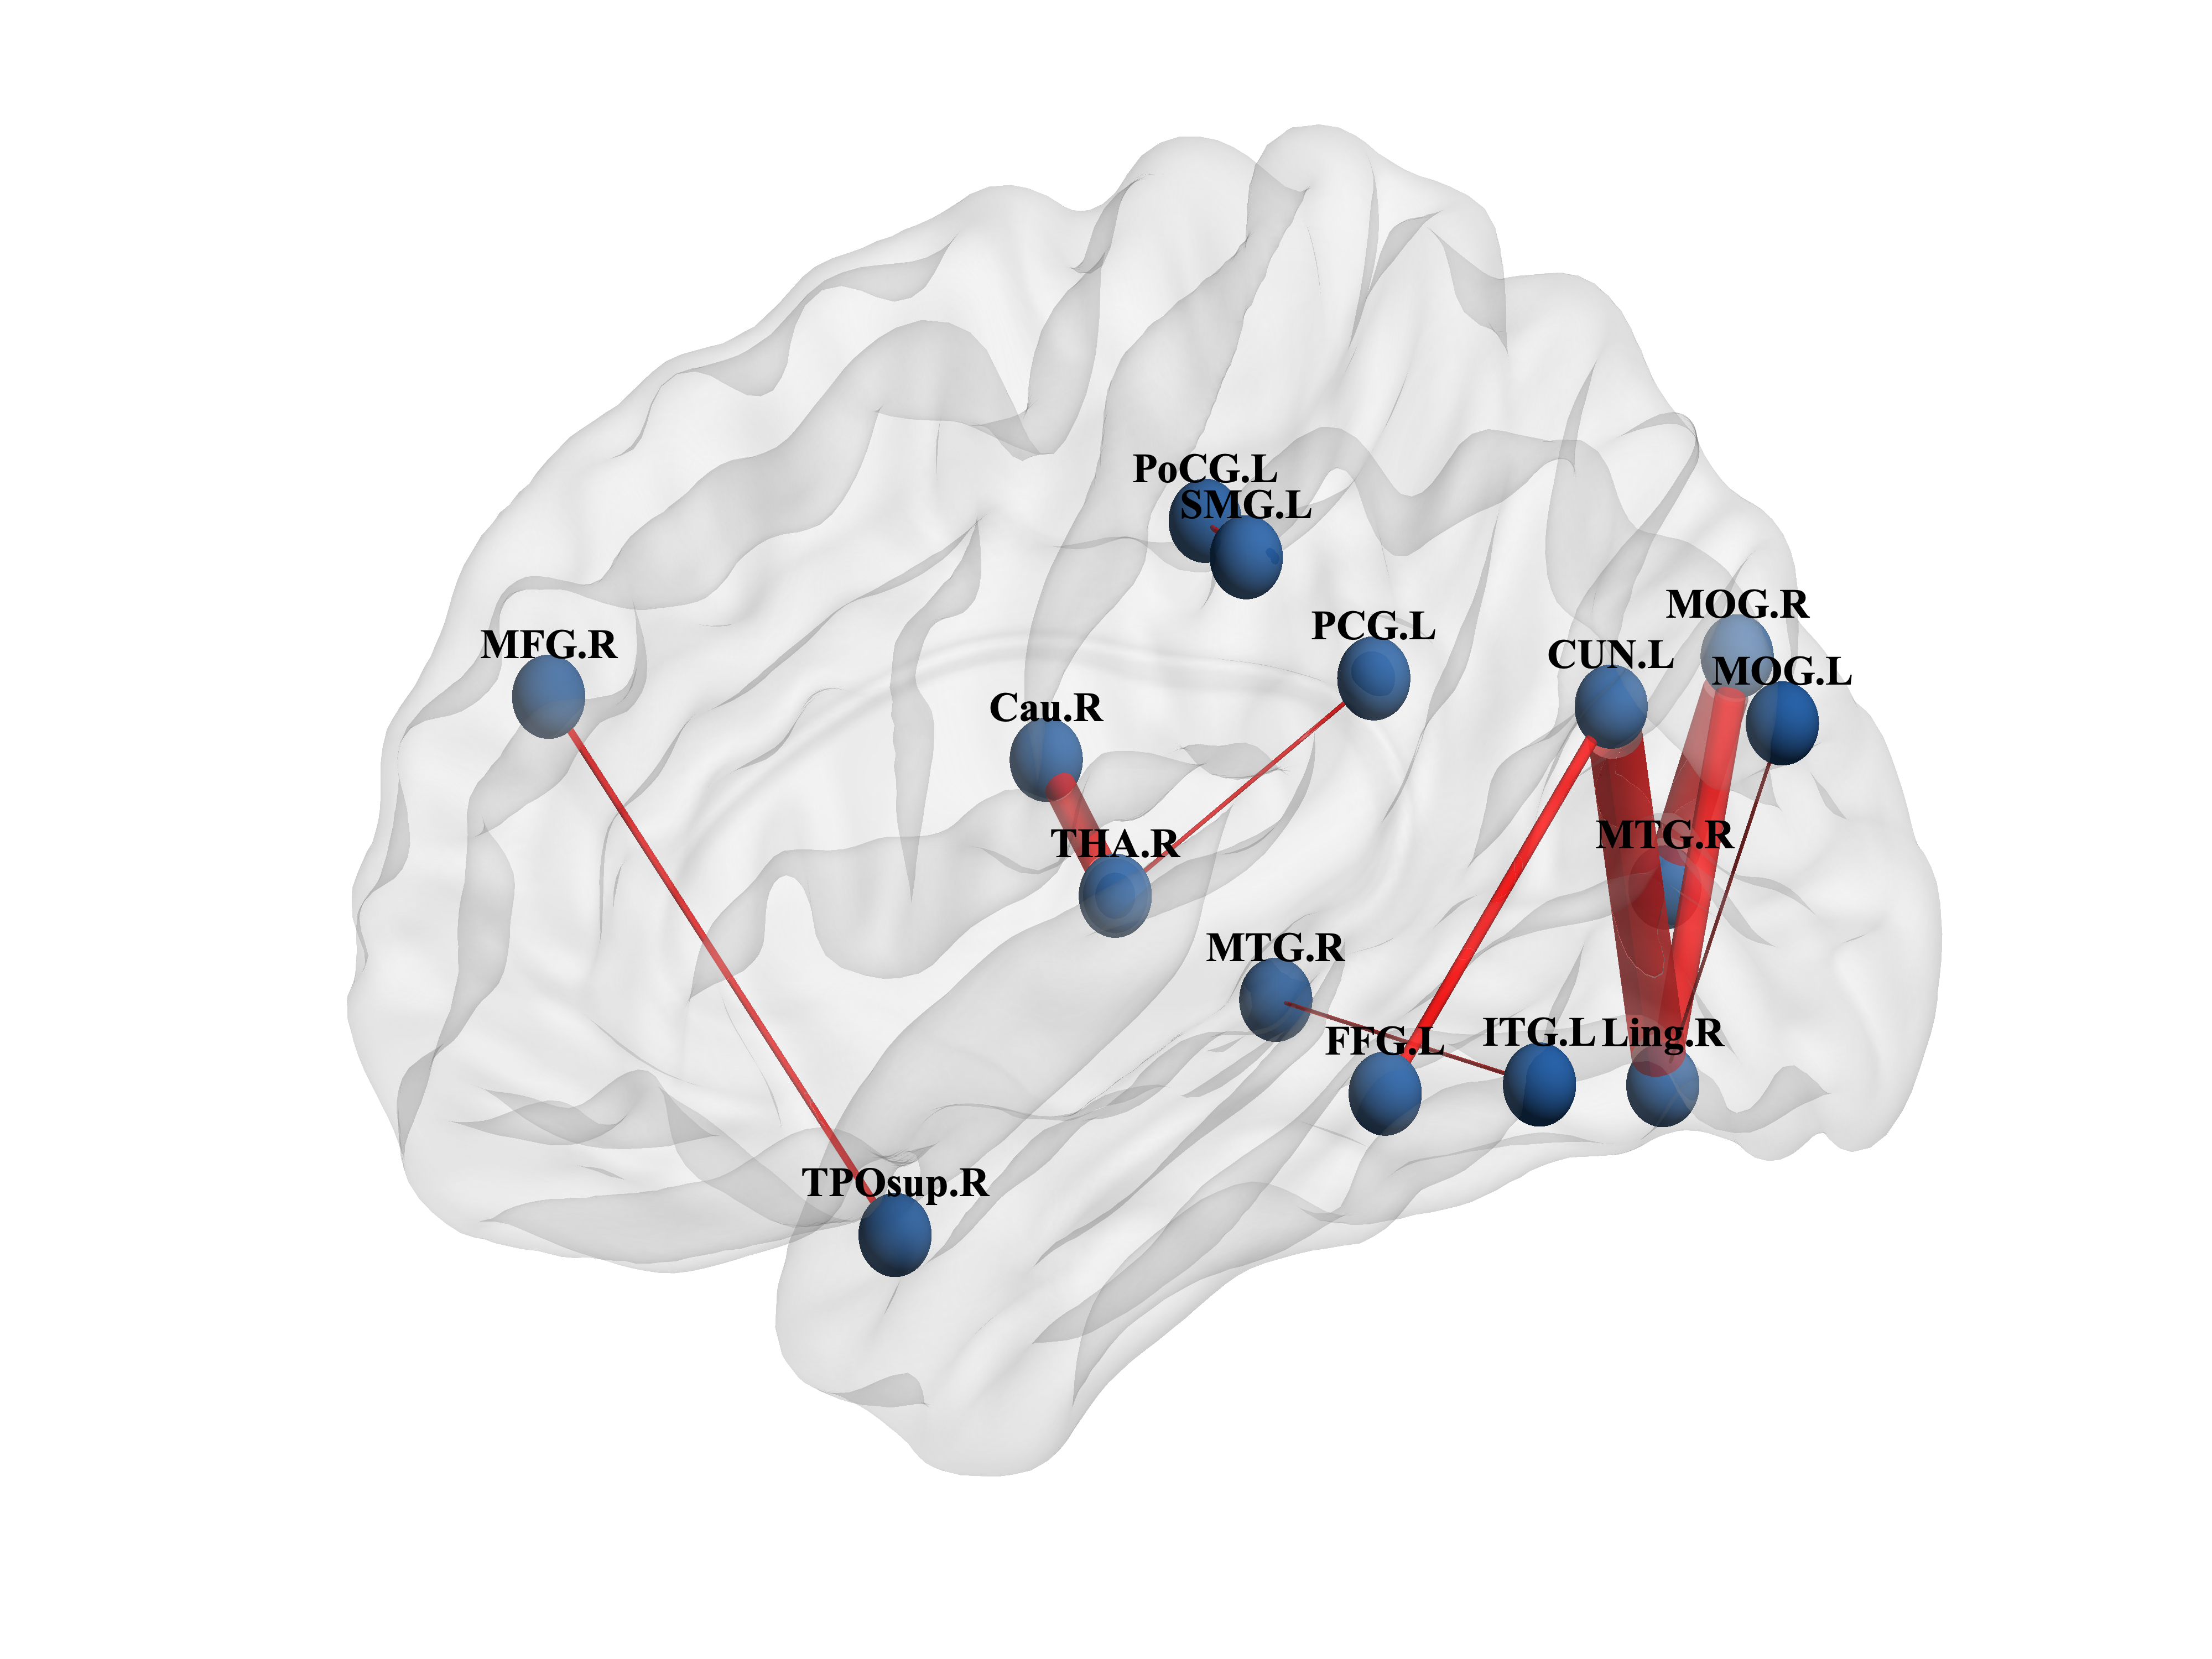 PoCG.L
SMG.L
MOG.R
PCG.L
MFG.R
CUN.L
MOG.L
Cau.R
MTG.R
THA.R
MTG.R
FFG.L
ITG.L
Ling.R
TPOsup.R